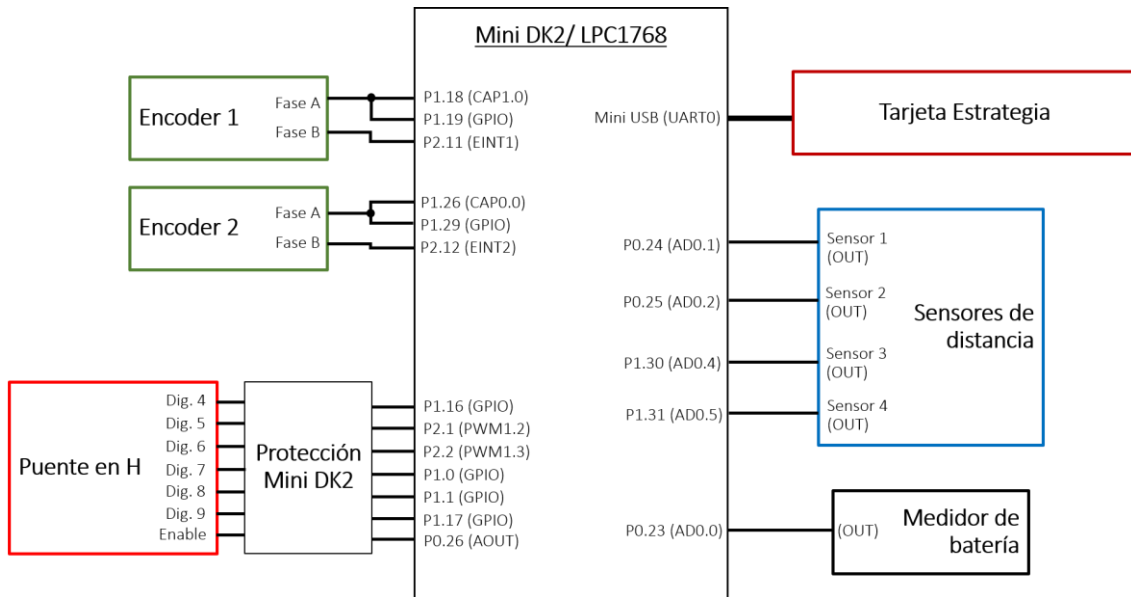 Mini DK2/ LPC1768
Encoder 1
Fase A
Fase B
P1.18 (CAP1.0)
P1.19 (GPIO)
P2.11 (EINT1)
Encoder 2
Fase A
Fase B
P1.26 (CAP0.0)
P1.29 (GPIO)
P2.12 (EINT2)
Puente en H
Dig. 4
Dig. 5
Dig. 6
Dig. 7
Dig. 8
Dig. 9
Enable
Protección
Mini DK2
P1.16 (GPIO)
P2.1 (PWM1.2)
P2.2 (PWM1.3)
P1.0 (GPIO)
P1.1 (GPIO)
P1.17 (GPIO)
P0.26 (AOUT)
Mini USB (UART0)
Tarjeta Estrategia
P0.24 (AD0.1)
P0.25 (AD0.2)
P1.30 (AD0.4)
P1.31 (AD0.5)
Sensor 1
(OUT)
Sensor 2
(OUT)
Sensor 3
(OUT)
Sensor 4
(OUT)
Sensores de
distancia
P0.23 (AD0.0)
(OUT)
Medidor de
batería